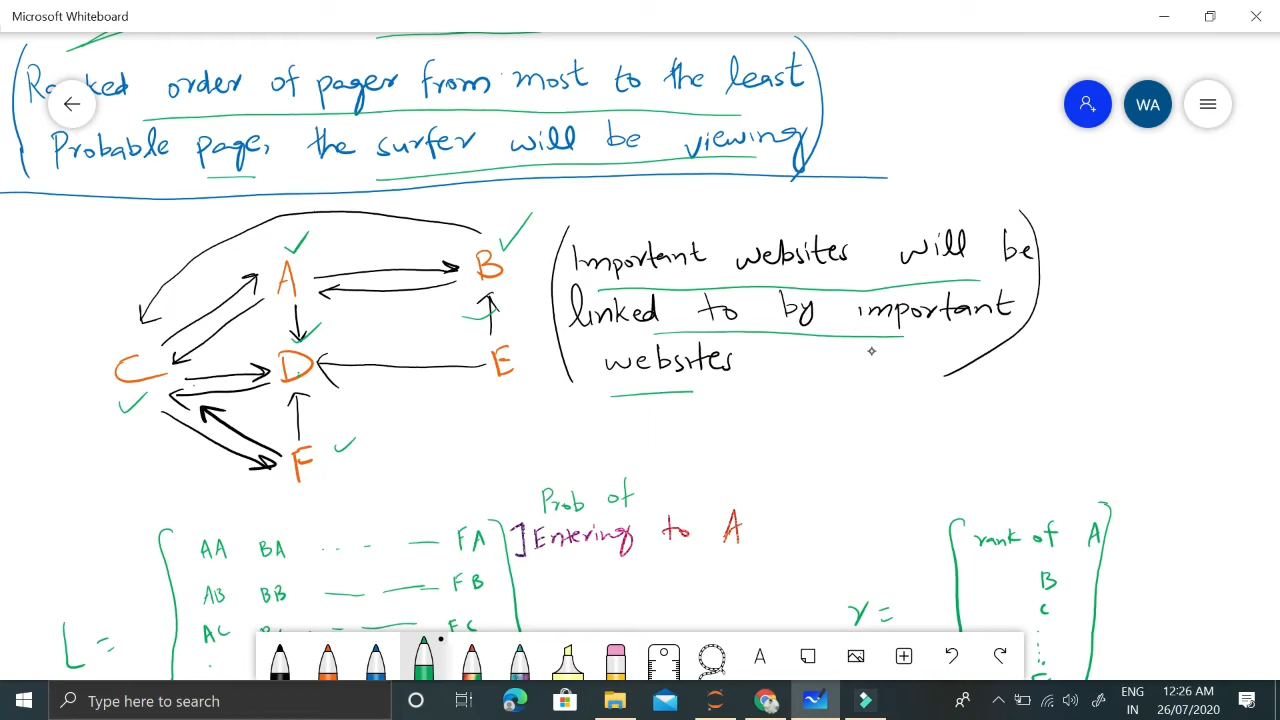 Microsoft Whiteboard
Ranked order of pager from most to the least
Probable page, the surfer will be viewing
WA
A
B
C
D
E
F
Important websites will be
linked to by important
websites
Prob of
Entering to A
L =
AA BA ... - — FA
AB BB — — FB
AC — — FC
r =
rank of A
B
C
A
Type here to search
ENG
IN
12:26 AM
26/07/2020